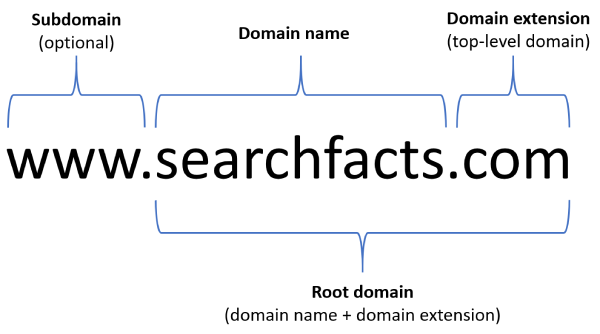 Subdomain
(optional)
Domain name
Domain extension
(top-level domain)
www.searchfacts.com
Root domain
(domain name + domain extension)